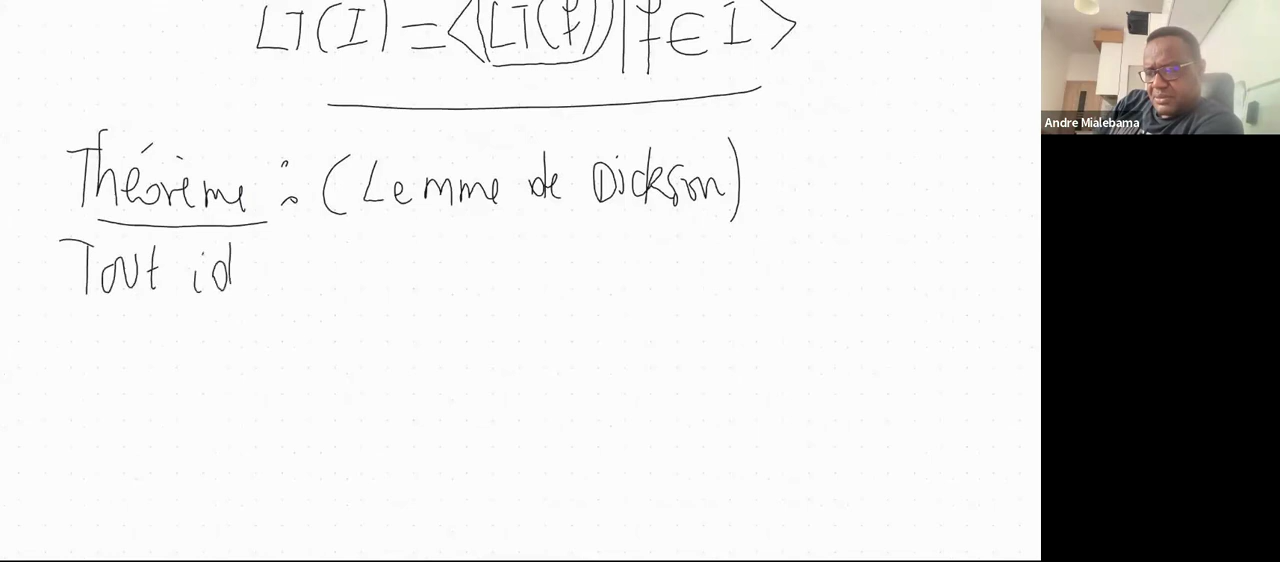 LT(I) = <LT(f) | f ∈ I>
Théorème : (Lemme de Dickson)
Tout id
Andre Mialebama